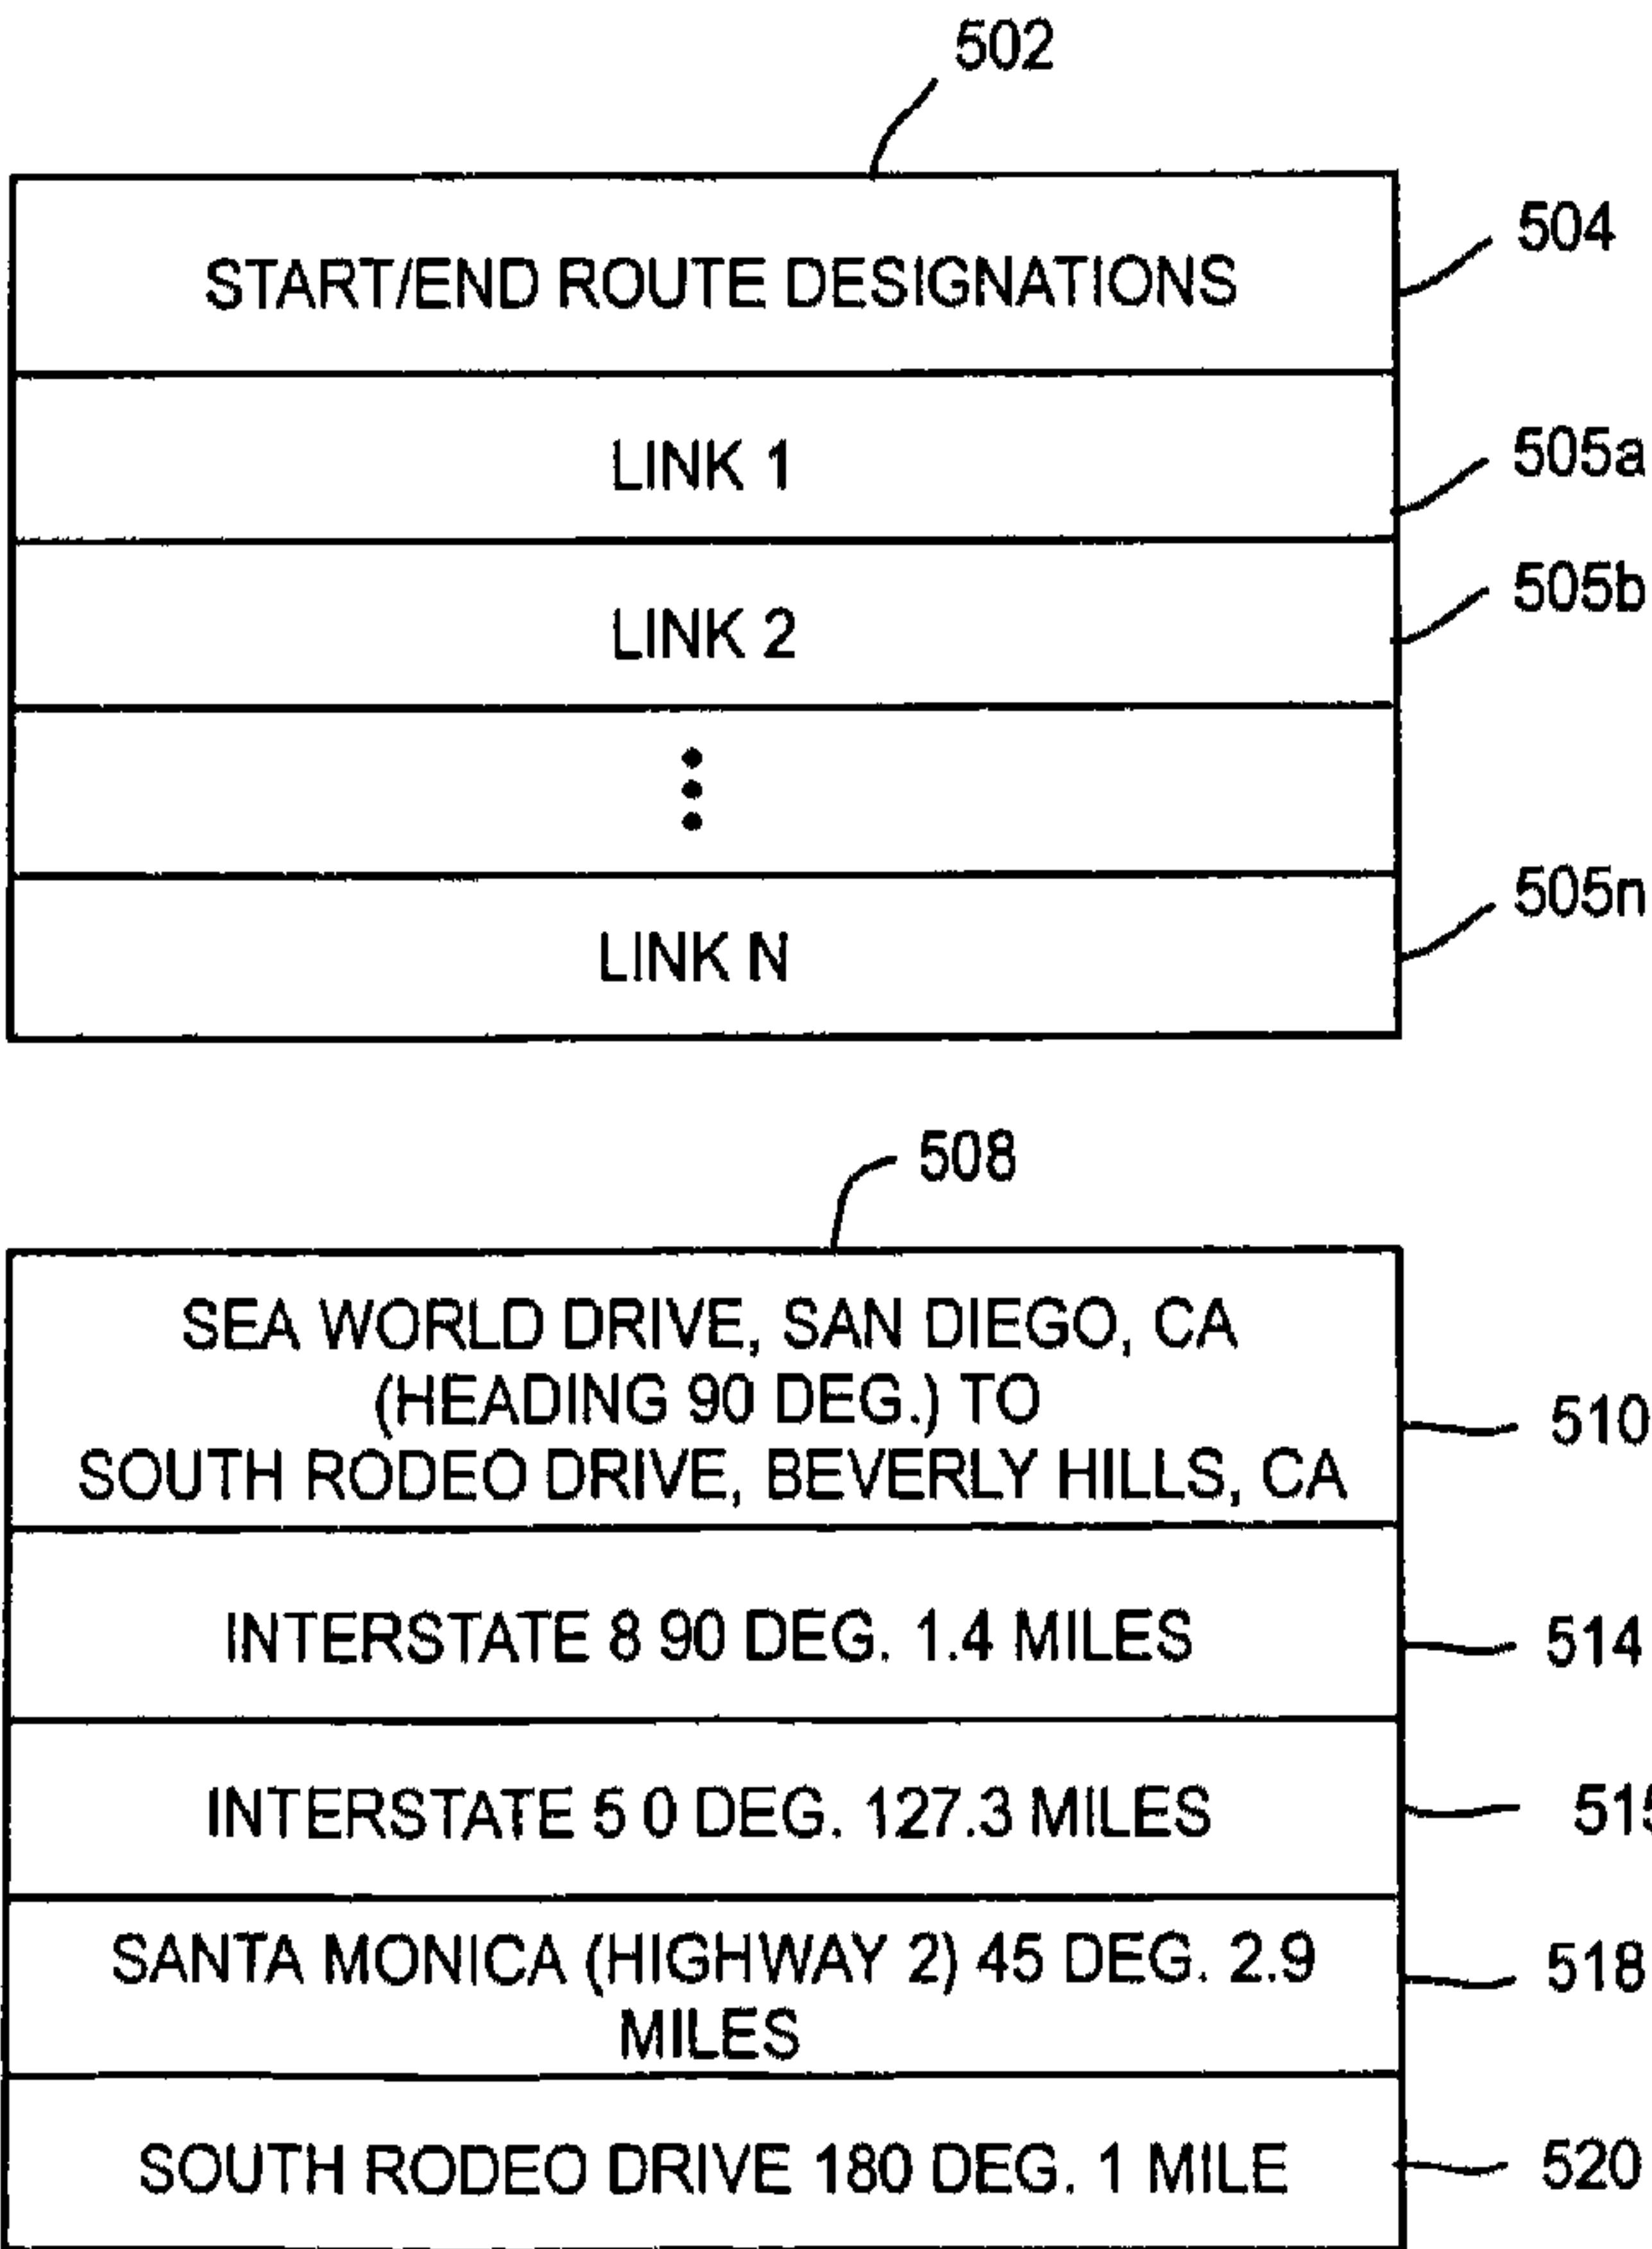 502
START/END ROUTE DESIGNATIONS
504
LINK 1
505a
LINK 2
505b
LINK N
505n
508
SEA WORLD DRIVE, SAN DIEGO, CA
(HEADING 90 DEG.) TO
SOUTH RODEO DRIVE, BEVERLY HILLS, CA
510
INTERSTATE 8 90 DEG. 1.4 MILES
514
INTERSTATE 5 0 DEG. 127.3 MILES
515
SANTA MONICA (HIGHWAY 2) 45 DEG. 2.9
MILES
518
SOUTH RODEO DRIVE 180 DEG. 1 MILE
520